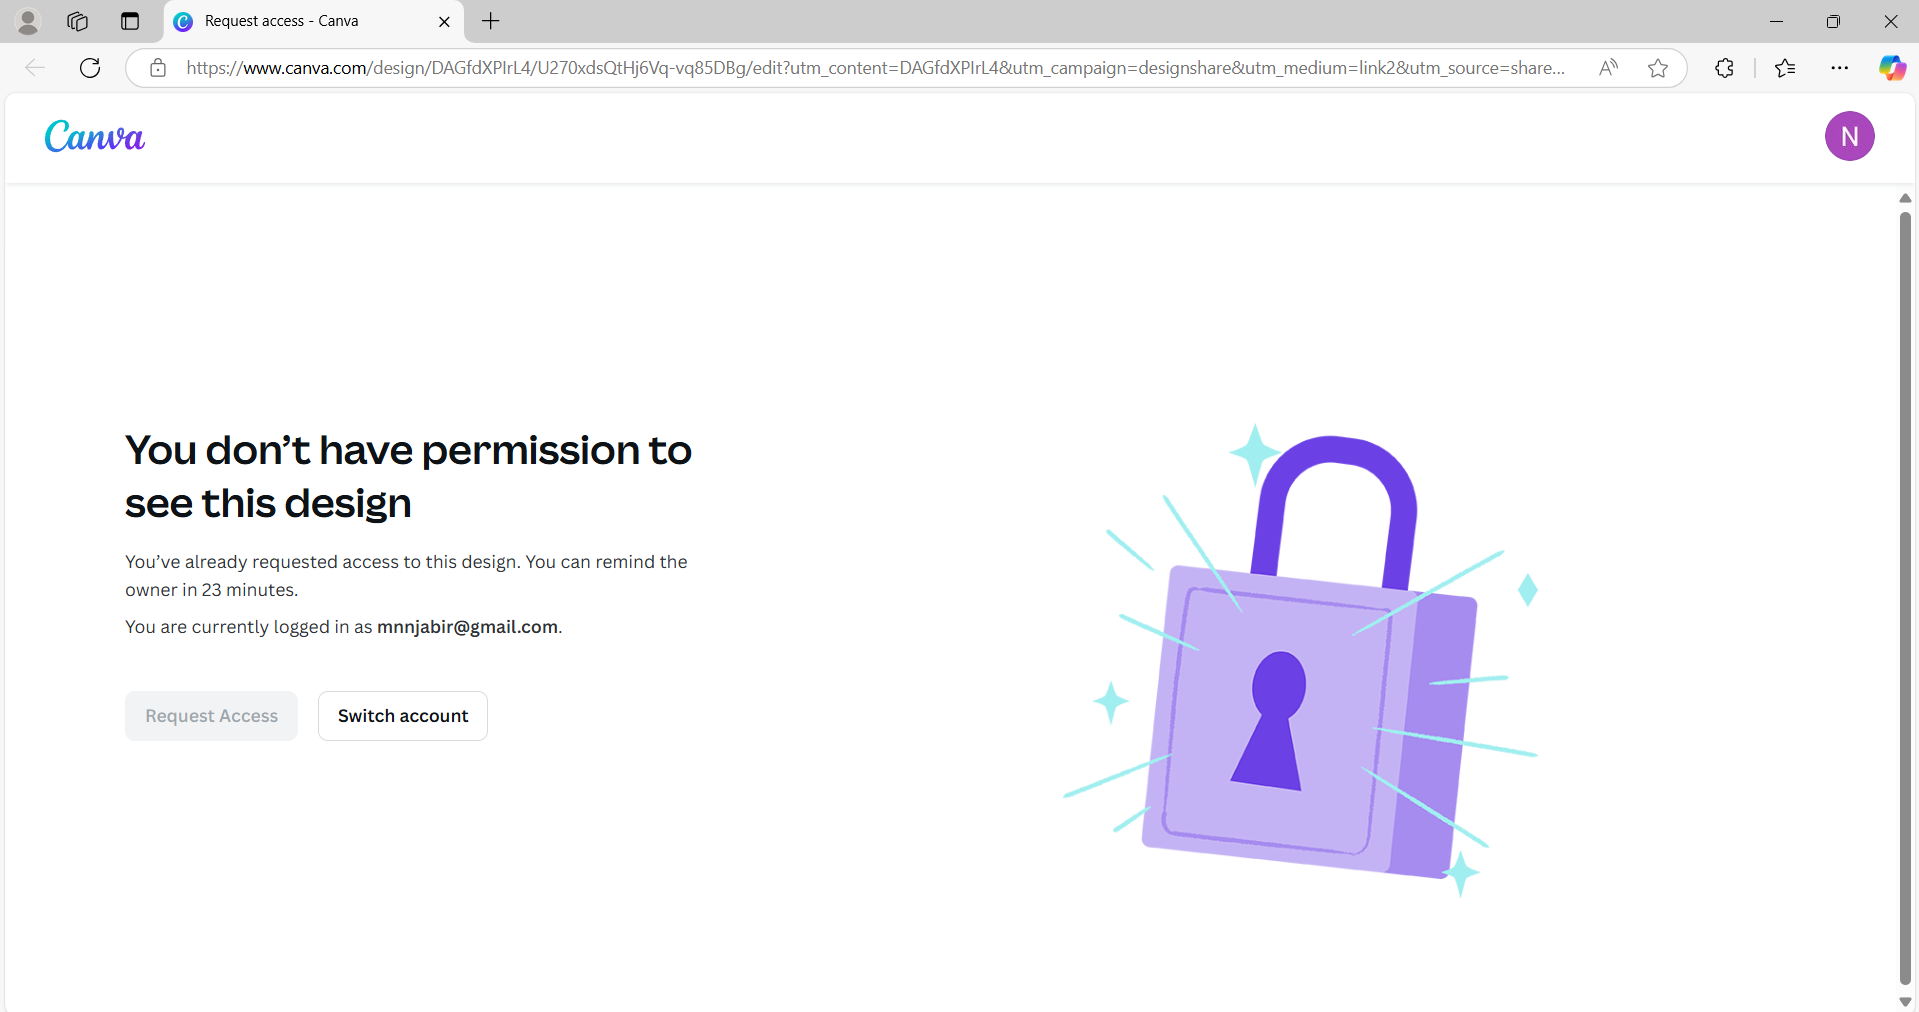 Request access - Canva
https://www.canva.com/design/DAGfdXPIrL4/U270xdsQtHj6Vq-vq85DBg/edit?utm_content=DAGfdXPIrL4&utm_campaign=designshare&utm_medium=link2&utm_source=share...
Canva
N
You don’t have permission to
see this design
You’ve already requested access to this design. You can remind the
owner in 23 minutes.
You are currently logged in as mnnjabir@gmail.com.
Request Access
Switch account